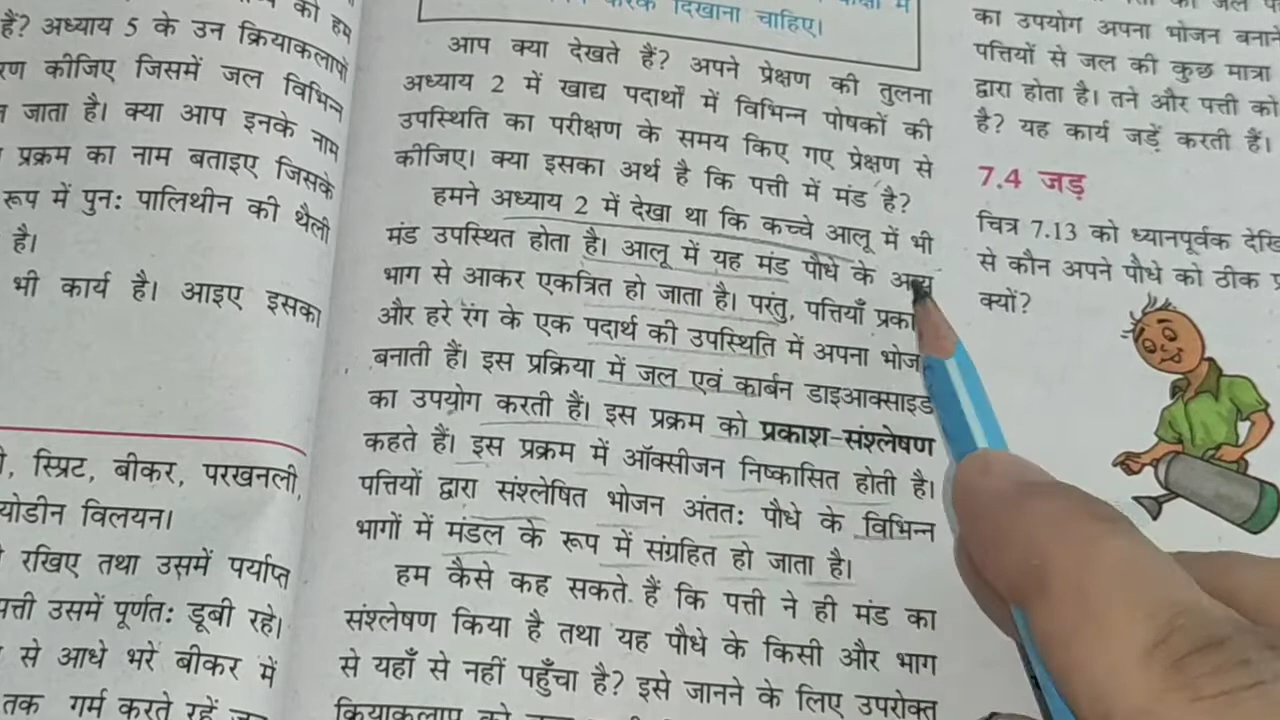 को हम
हैं? अध्याय 5 के उन क्रियाकलापों
कीजिए जिसमें जल विभिन्न
जाता है। क्या आप इनके नाम
प्रक्रम का नाम बताइए जिसके
रूप में पुनः पालिथीन की थैली
है।
भी कार्य है। आइए इसका
स्प्रिट, बीकर, परखनली,
विलयन।
रखिए तथा उसमें पर्याप्त
उसमें पूर्णतः डूबी रहे।
से आधे भरे बीकर में
तक गर्म करते रहें
करके दिखाना चाहिए।
आप क्या देखते हैं? अपने प्रेक्षण की तुलना
अध्याय 2 में खाद्य पदार्थों में विभिन्न पोषकों की
उपस्थिति का परीक्षण के समय किए गए प्रेक्षण से
कीजिए। क्या इसका अर्थ है कि पत्ती में मंड है?
हमने अध्याय 2 में देखा था कि कच्चे आलू में भी
मंड उपस्थित होता है। आलू में यह मंड पौधे के
भाग से आकर एकत्रित हो जाता है। परंतु, पत्तियाँ
और हरे रंग के एक पदार्थ की उपस्थिति में अपना
बनाती हैं। इस प्रक्रिया में जल एवं कार्बन डाइआक्साइड
का उपयोग करती हैं। इस प्रक्रम को प्रकाश-संश्लेषण
कहते हैं। इस प्रक्रम में ऑक्सीजन निष्कासित होती है।
पत्तियों द्वारा संश्लेषित भोजन अंततः पौधे के विभिन्न
भागों में मंडल के रूप में संग्रहित हो जाता है।
हम कैसे कह सकते हैं कि पत्ती ने ही मंड का
संश्लेषण किया है तथा यह पौधे के किसी और भाग
से यहाँ से नहीं पहुँचा है? इसे जानने के लिए उपरोक्त
का उपयोग अपना भोजन बनाने
पत्तियों से जल की कुछ मात्रा
द्वारा होता है। तने और पत्ती को
है? यह कार्य जड़ें करती हैं।
7.4 जड़
चित्र 7.13 को ध्यानपूर्वक
से कौन अपने पौधे को ठीक
क्यों?